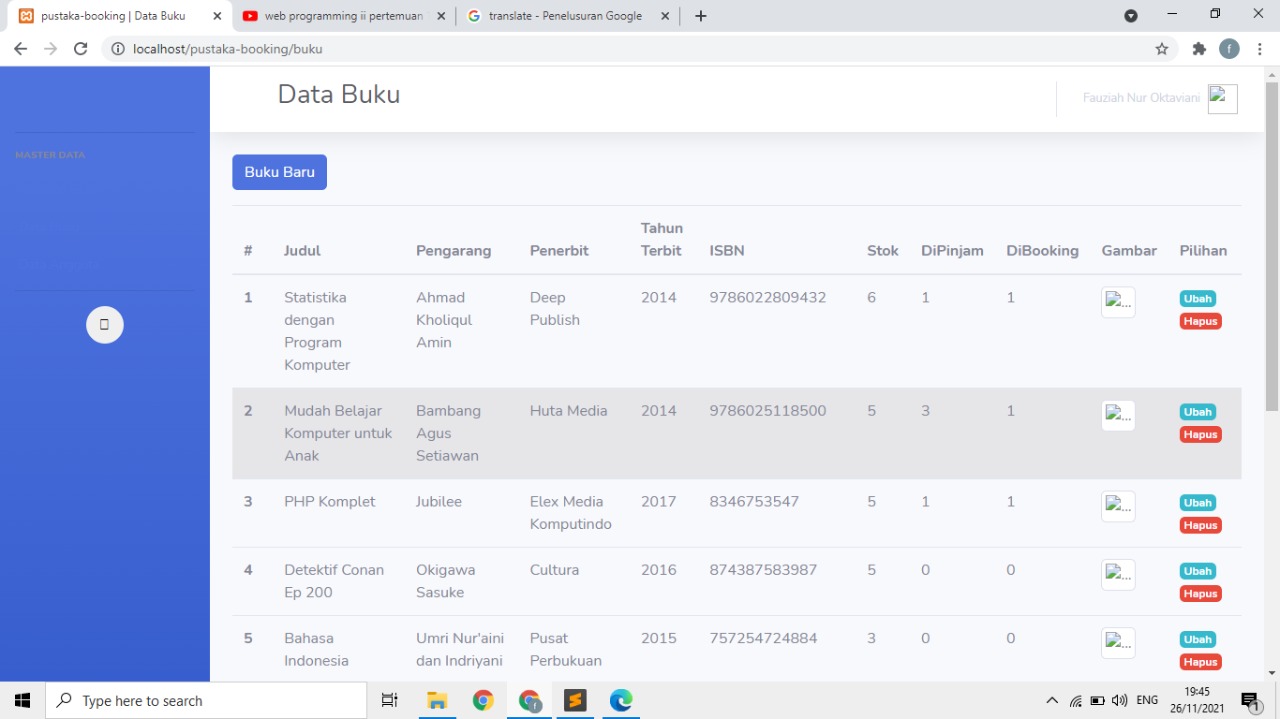 pustaka-booking | Data Buku
web programming ii pertemuan
translate - Penelusuran Google
localhost/pustaka-booking/buku
f
Data Buku
Fauziah Nur Oktaviani
MASTER DATA
Buku Baru
# Judul Pengarang Penerbit Tahun Terbit ISBN Stok DiPinjam DiBooking Gambar Pilihan
1 Statistika Ahmad Deep 2014 9786022809432 6 1 1 ... Ubah
dengan Kholiqul Publish Hapus
Program Amin
Komputer
2 Mudah Belajar Bambang Huta Media 2014 9786025118500 5 3 1 ... Ubah
Komputer untuk Agus Hapus
Anak Setiawan
3 PHP Komplet Jubilee Elex Media 2017 8346753547 5 1 1 ... Ubah
Komputindo Hapus
4 Detektif Conan Okigawa Cultura 2016 874387583987 5 0 0 ... Ubah
Ep 200 Sasuke Hapus
5 Bahasa Umri Nur'aini Pusat 2015 757254724884 3 0 0 ... Ubah
Indonesia dan Indriyani Perbukuan Hapus
Type here to search
f
ENG
19:45
26/11/2021
1